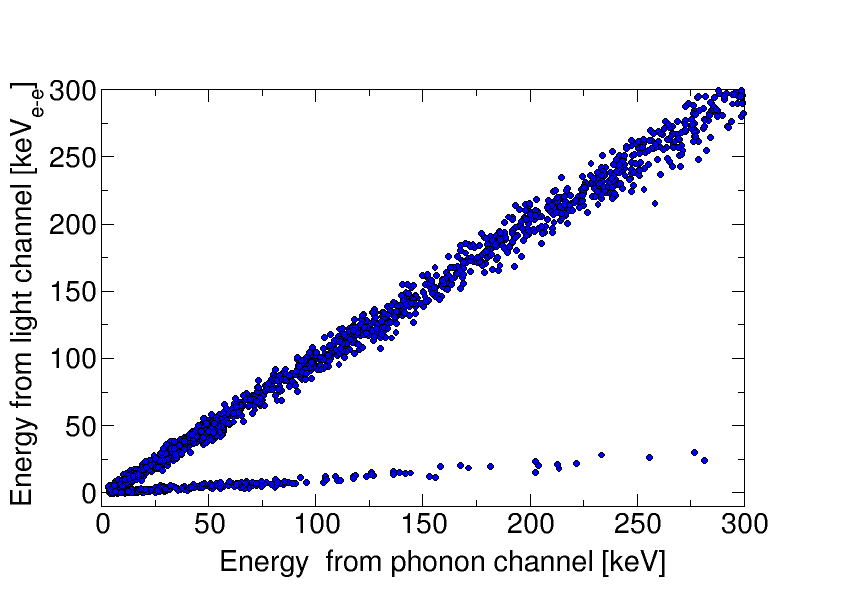 Energy from light channel [keVe-e]
300
250
200
150
100
50
0
0 50 100 150 200 250 300
Energy from phonon channel [keV]